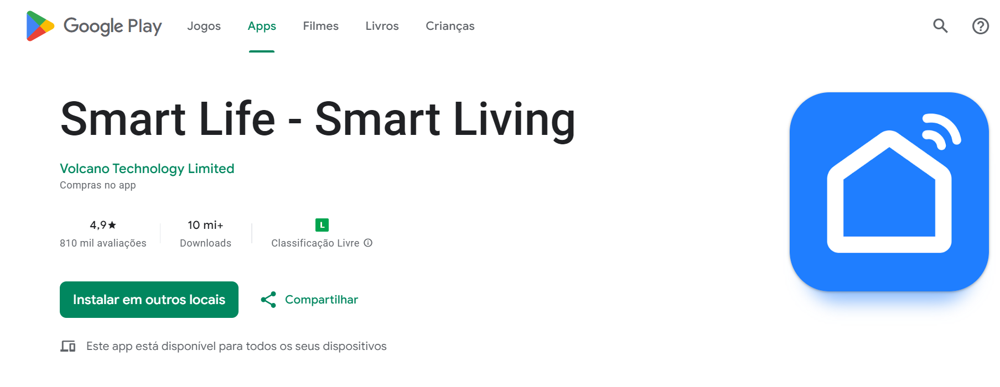 Google Play Jogos Apps Filmes Livros Crianças
Smart Life - Smart Living
Volcano Technology Limited
Compras no app
4,9★ 10 mi+ L
810 mil avaliações Downloads Classificação Livre
Instalar em outros locais Compartilhar
Este app está disponível para todos os seus dispositivos